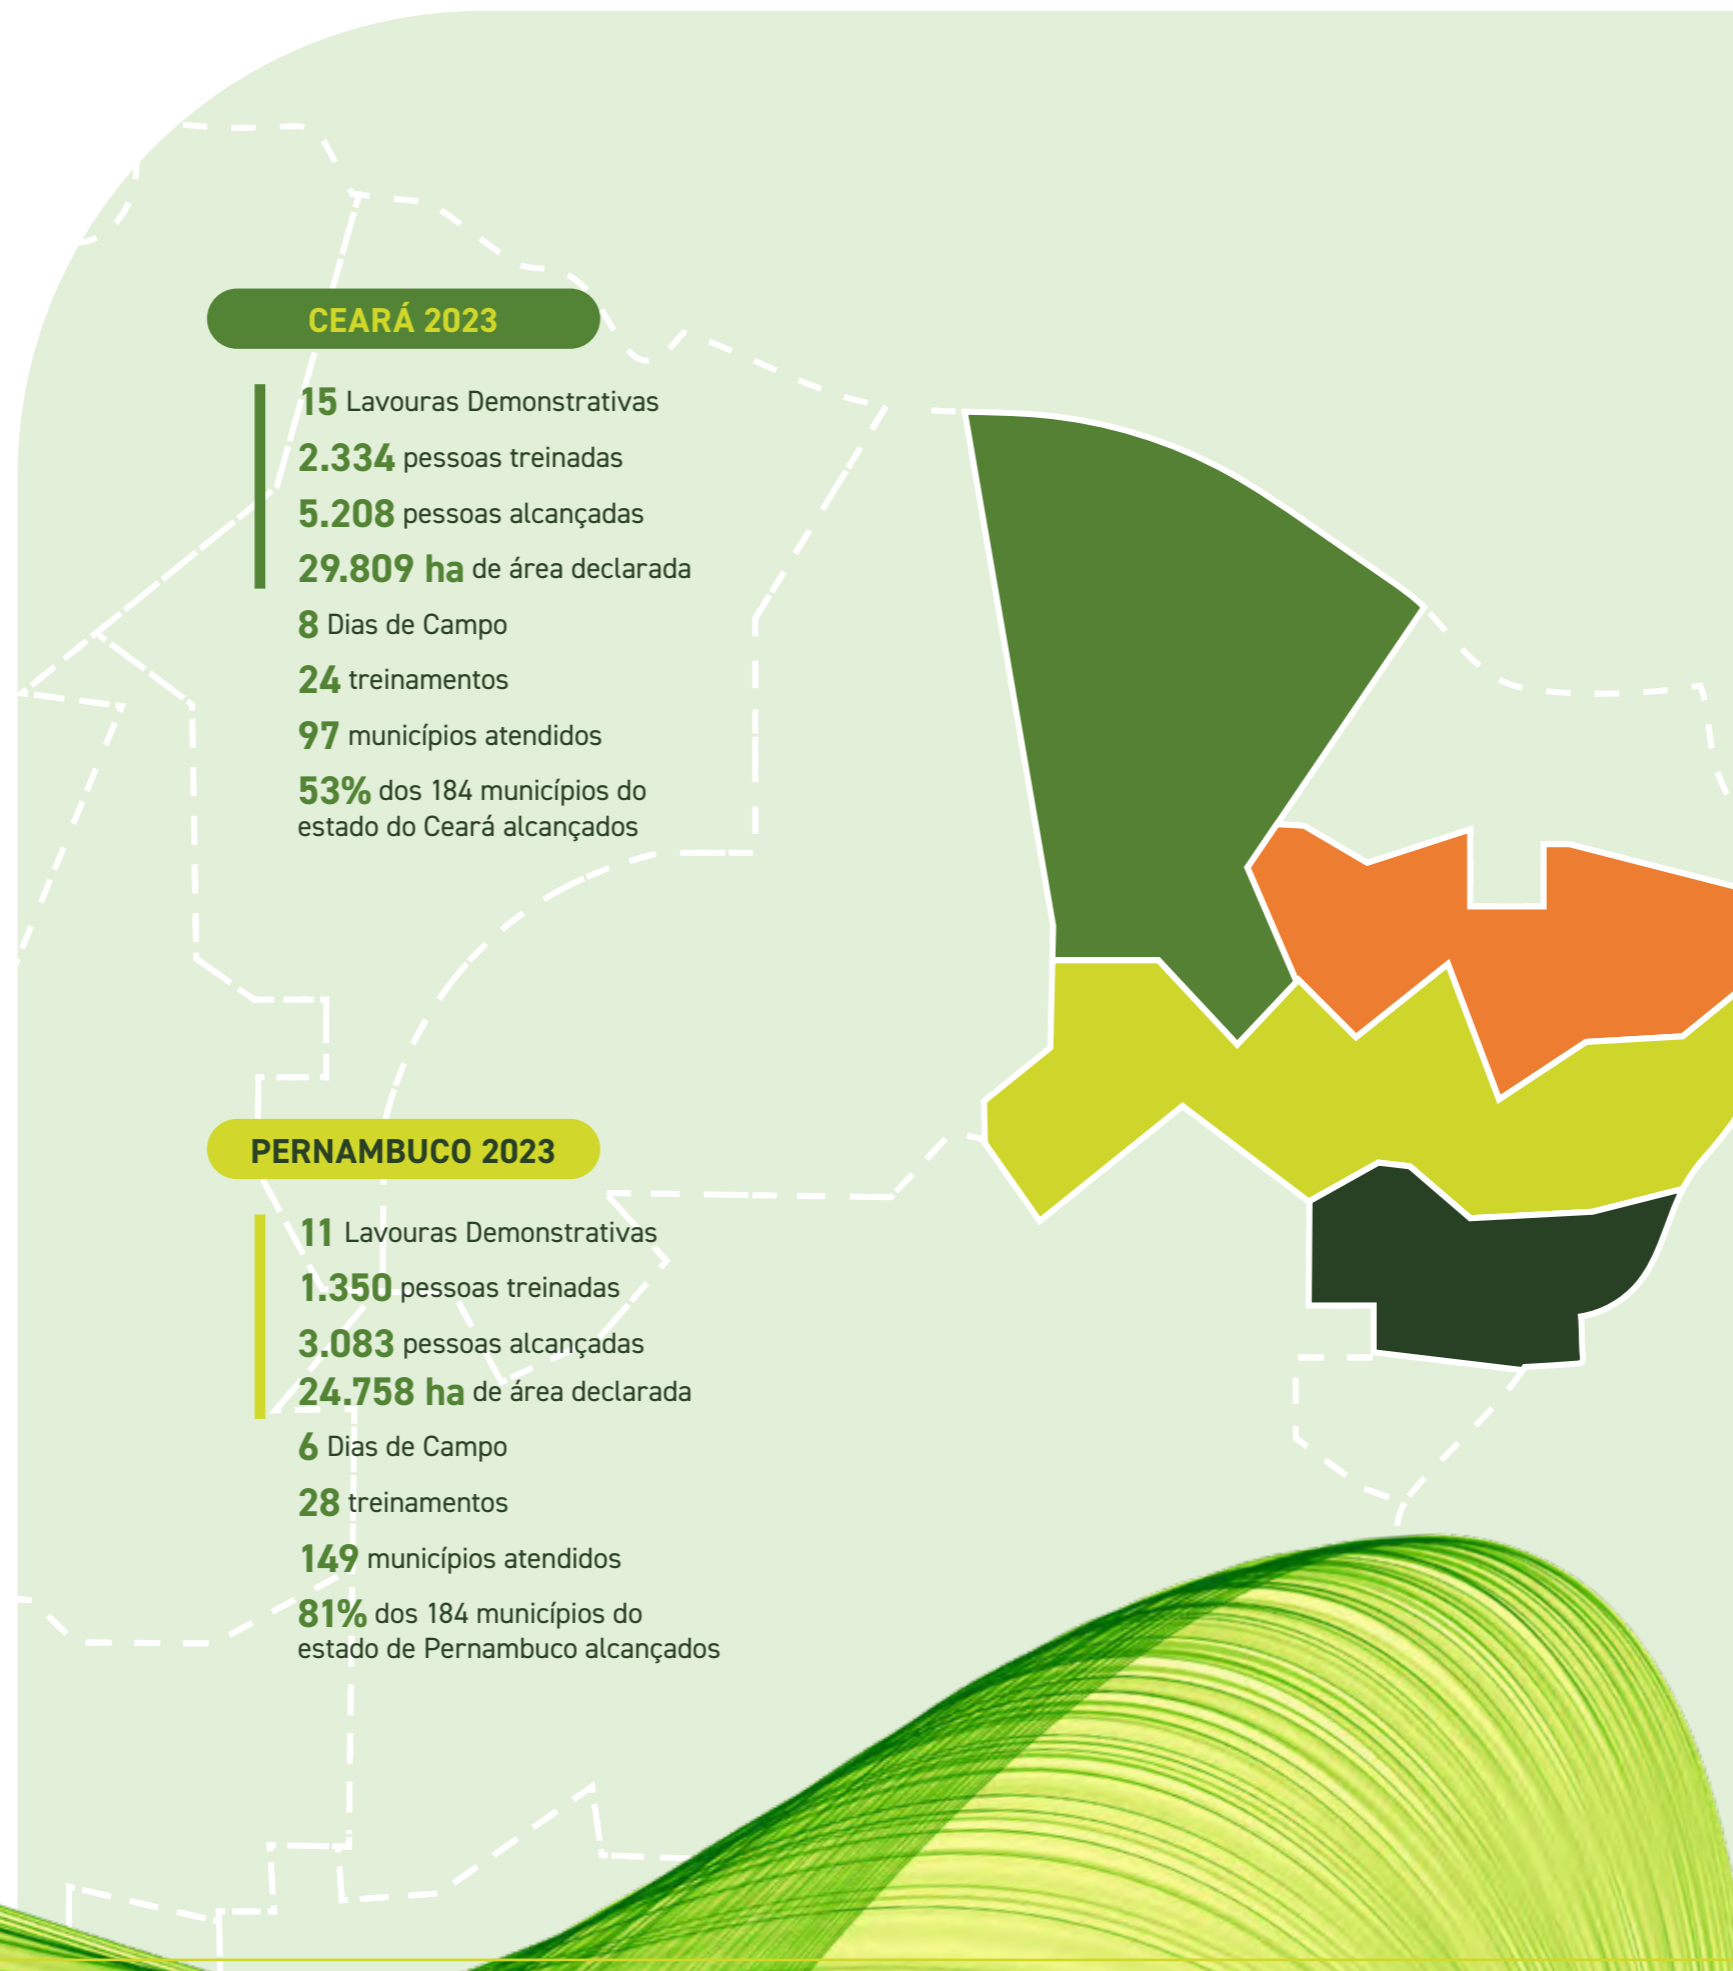 CEARÁ 2023
15 Lavouras Demonstrativas
2.334 pessoas treinadas
5.208 pessoas alcançadas
29.809 ha de área declarada
8 Dias de Campo
24 treinamentos
97 municípios atendidos
53% dos 184 municípios do
estado do Ceará alcançados
PERNAMBUCO 2023
11 Lavouras Demonstrativas
1.350 pessoas treinadas
3.083 pessoas alcançadas
24.758 ha de área declarada
6 Dias de Campo
28 treinamentos
149 municípios atendidos
81% dos 184 municípios do
estado de Pernambuco alcançados